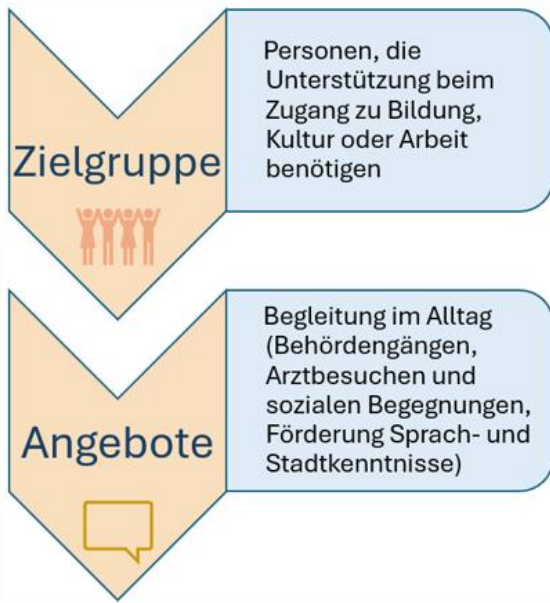 Zielgruppe
Personen, die
Unterstützung beim
Zugang zu Bildung,
Kultur oder Arbeit
benötigen
Angebote
Begleitung im Alltag
(Behördengängen,
Arztbesuchen und
sozialen Begegnungen,
Förderung Sprach- und
Stadtkenntnisse)